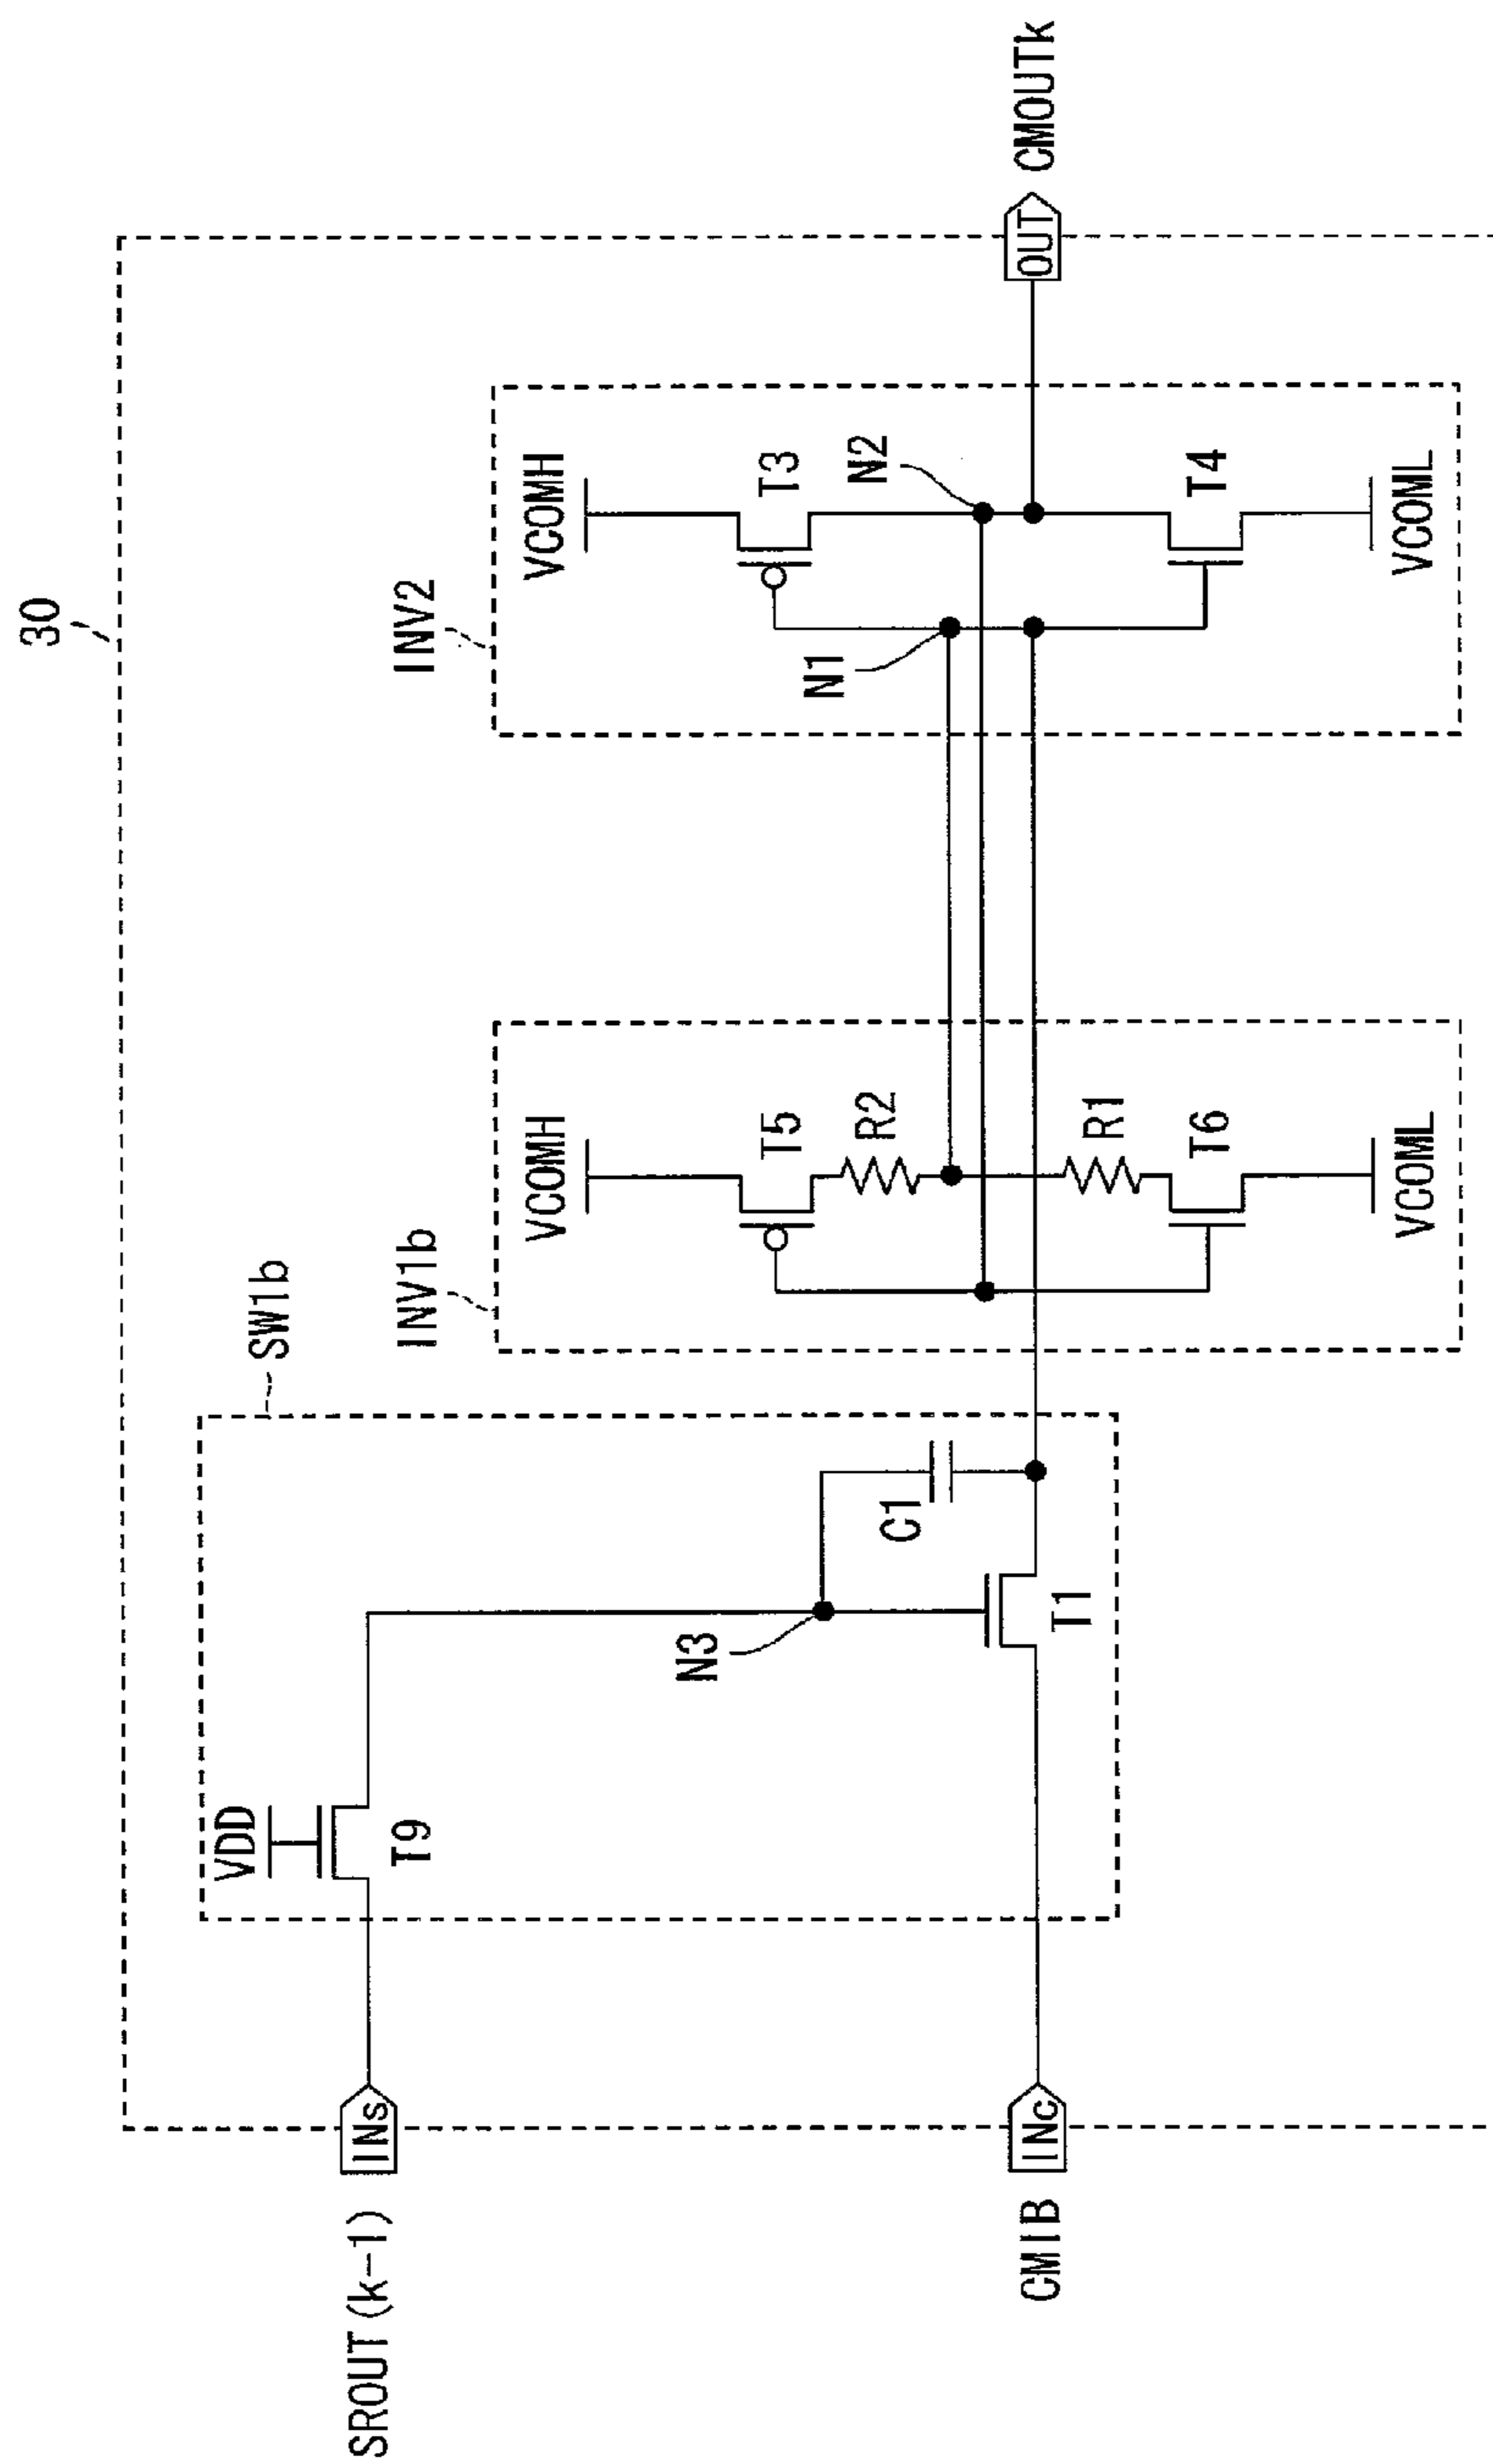 30
SW1b
INV1b
INV2
VDD
T9
VCOMH
VCOMH
T5
T3
R2
N2
N3
C1
N1
R1
T1
T6
T4
VCOML
VCOML
SROUT(k-1)
INs
CMIB
INc
OUT
CMOUTk